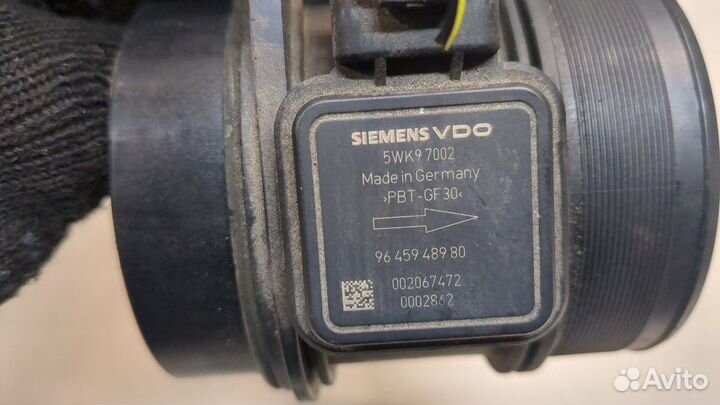 SIEMENS VDO
5WK9 7002
Made in Germany
>PBT-GF30<
96 459 489 80
002067472
0002862
Avito